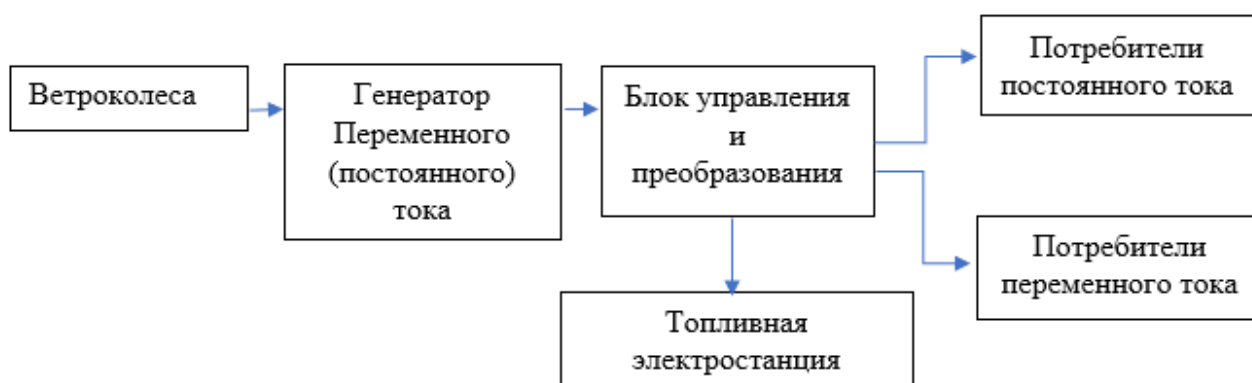 Ветроколеса
Генератор
Переменного
(постоянного)
тока
Блок управления
и
преобразования
Потребители
постоянного тока
Потребители
переменного тока
Топливная
электростанция